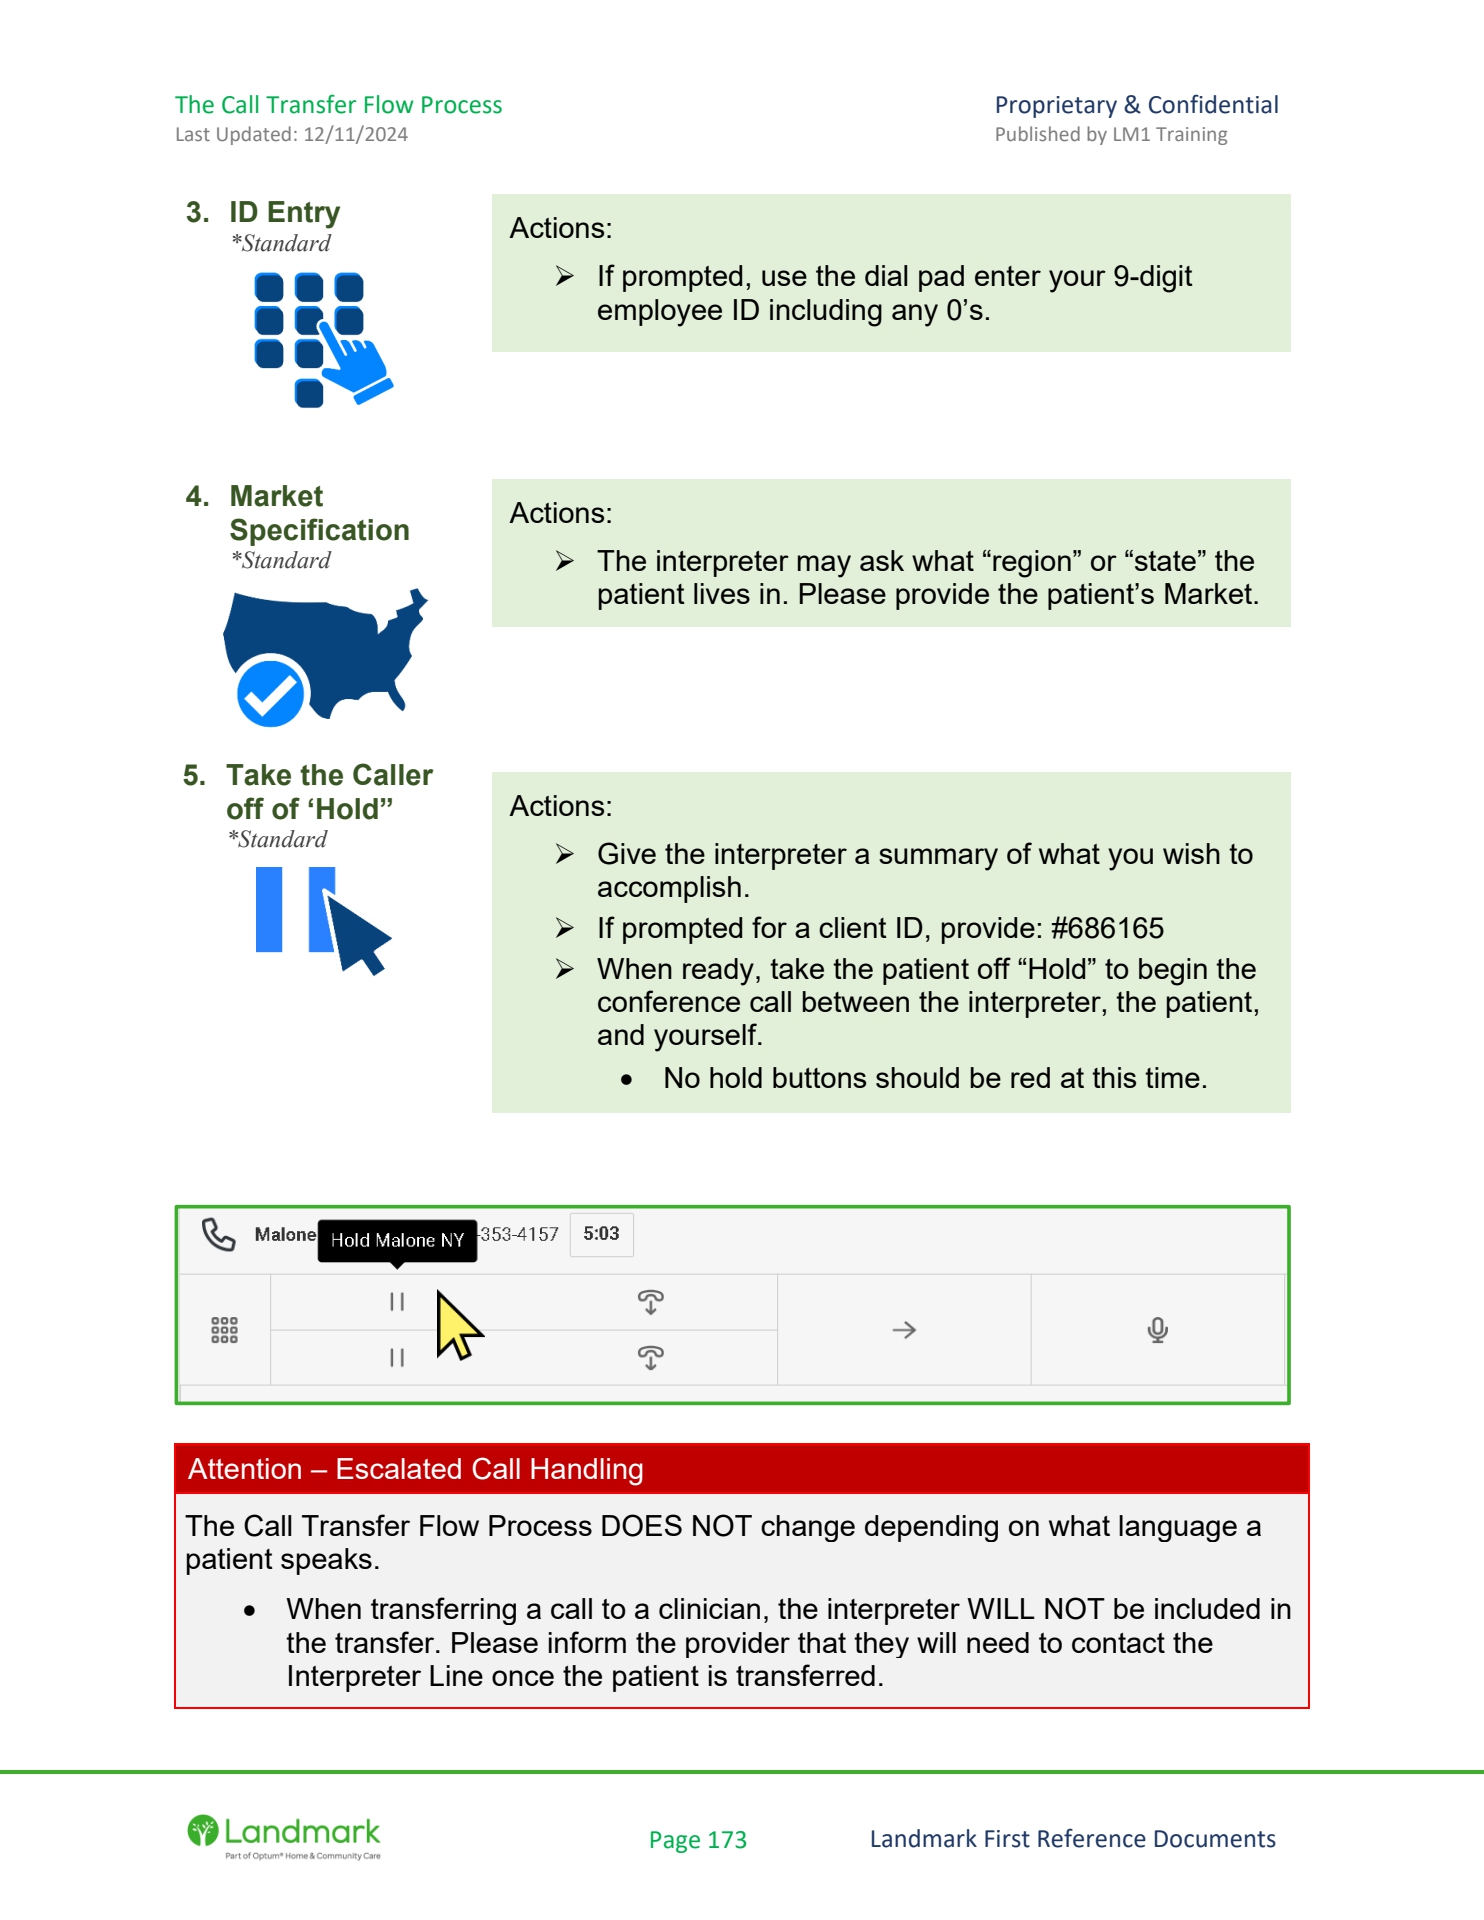 The Call Transfer Flow Process
Proprietary & Confidential
Last Updated: 12/11/2024
Published by LM1 Training
3. ID Entry
*Standard
Actions:
➢ If prompted, use the dial pad enter your 9-digit
employee ID including any 0’s.
4. Market
Specification
*Standard
Actions:
➢ The interpreter may ask what “region” or “state” the
patient lives in. Please provide the patient’s Market.
5. Take the Caller
off of ‘Hold”
*Standard
Actions:
➢ Give the interpreter a summary of what you wish to
accomplish.
➢ If prompted for a client ID, provide: #686165
➢ When ready, take the patient off “Hold” to begin the
conference call between the interpreter, the patient,
and yourself.
• No hold buttons should be red at this time.
Malone
Hold Malone NY
-353-4157
5:03
Attention – Escalated Call Handling
The Call Transfer Flow Process DOES NOT change depending on what language a
patient speaks.
• When transferring a call to a clinician, the interpreter WILL NOT be included in
the transfer. Please inform the provider that they will need to contact the
Interpreter Line once the patient is transferred.
Landmark
Part of Optum® Home & Community Care
Page 173
Landmark First Reference Documents